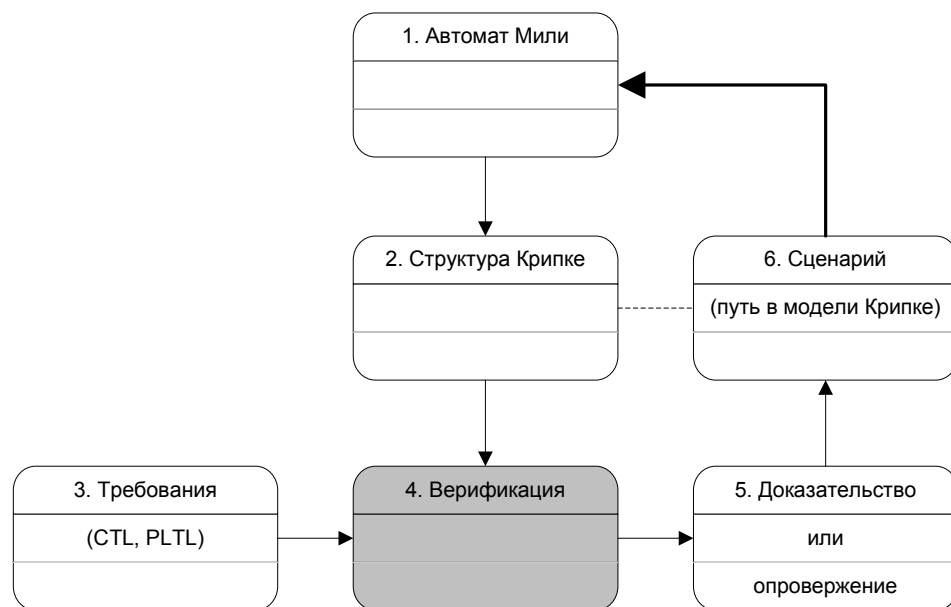 1. Автомат Мили
2. Структура Крипке
6. Сценарий
(путь в модели Крипке)
3. Требования
(CTL, PLTL)
4. Верификация
5. Доказательство
или
опровержение